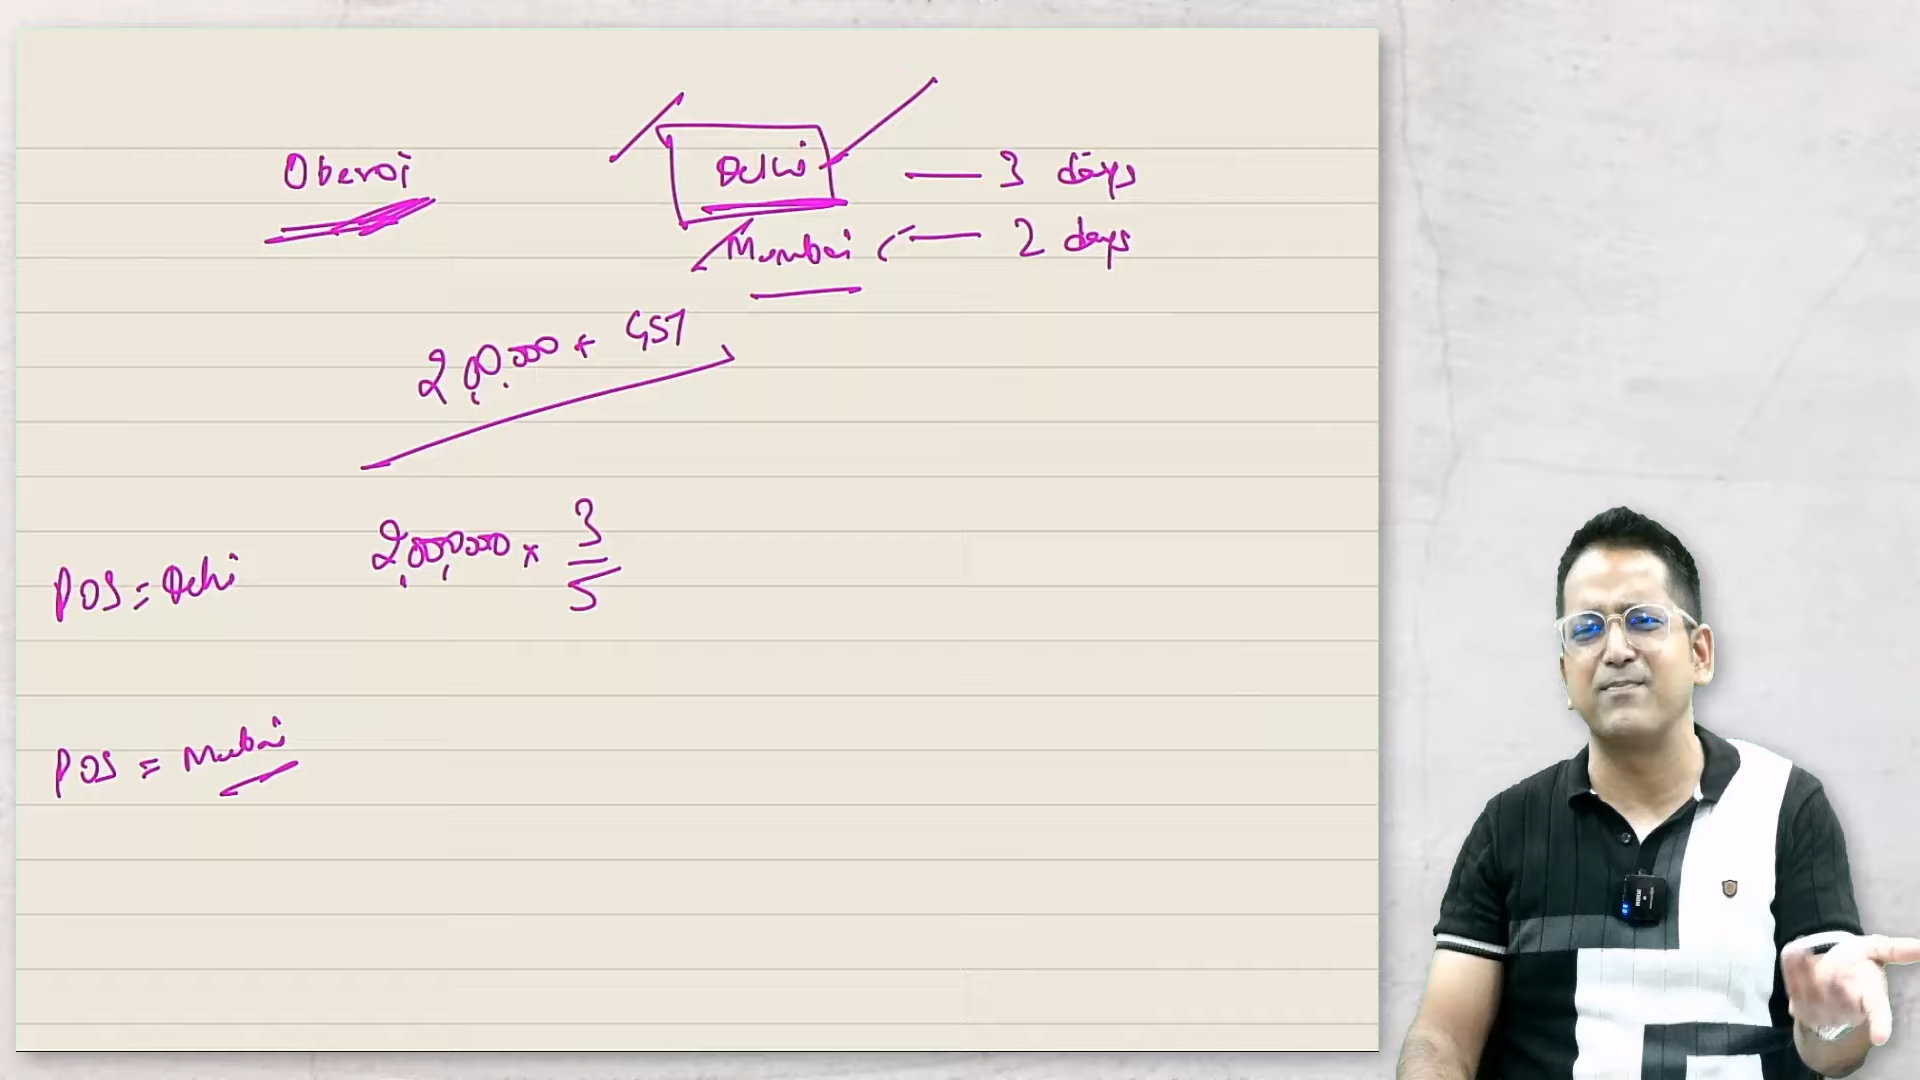 Oberoi
Delhi — 3 days
Mumbai — 2 days
2,00,000 + GST
POS = Delhi 2,00,000 × 3/5
POS = Mumbai